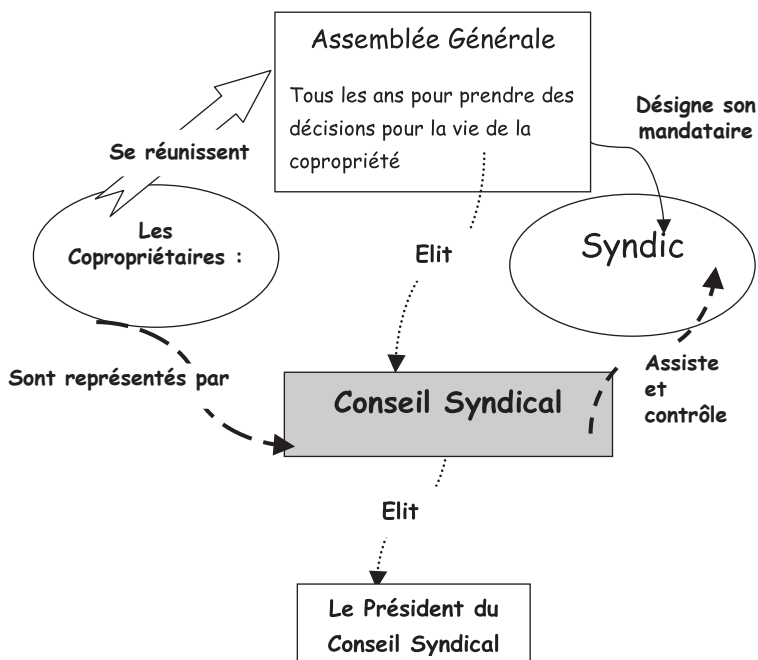 Assemblée Générale
Tous les ans pour prendre des
décisions pour la vie de la
copropriété
Désigne son
mandataire
Se réunissent
Les
Copropriétaires :
Syndic
Elit
Sont représentés par
Assiste
et
contrôle
Conseil Syndical
Elit
Le Président du
Conseil Syndical